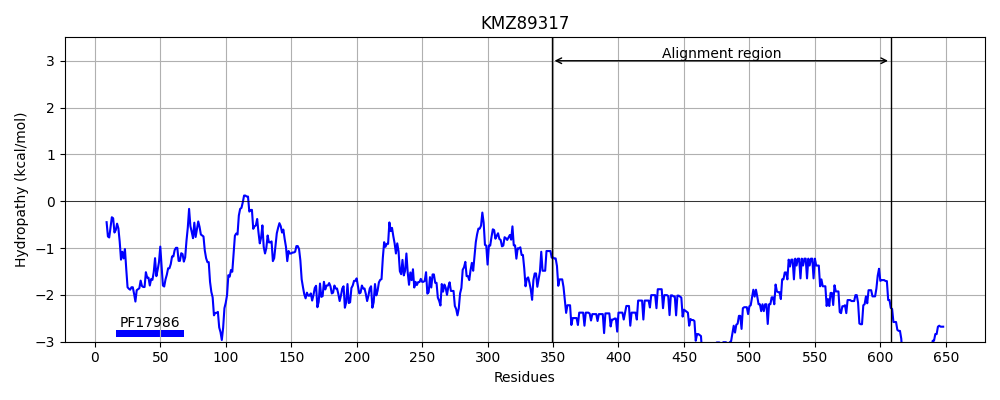 KMZ89317
Alignment region
PF17986
Hydropathy (kcal/mol)
3
2
1
0
−1
−2
−3
0 50 100 150 200 250 300 350 400 450 500 550 600 650
Residues